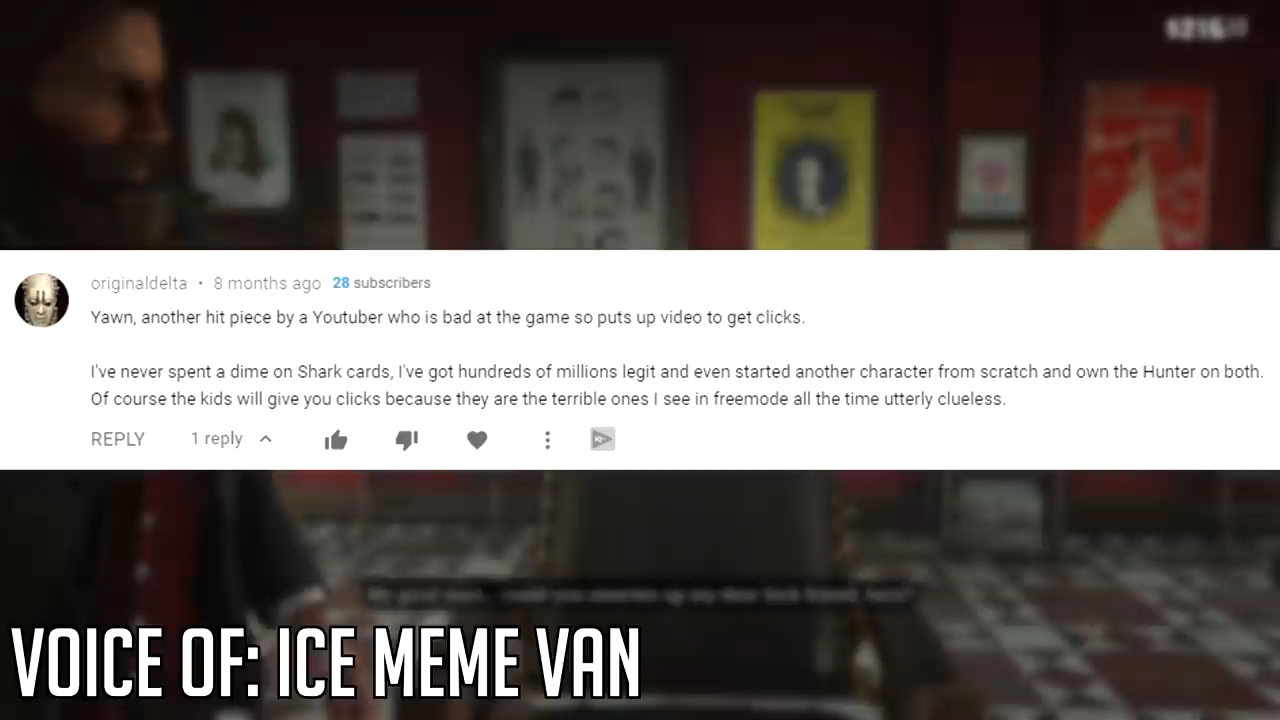 originaldelta • 8 months ago 28 subscribers
Yawn, another hit piece by a Youtuber who is bad at the game so puts up video to get clicks.
I've never spent a dime on Shark cards, I've got hundreds of millions legit and even started another character from scratch and own the Hunter on both.
Of course the kids will give you clicks because they are the terrible ones I see in freemode all the time utterly clueless.
REPLY 1 reply
VOICE OF: ICE MEME VAN